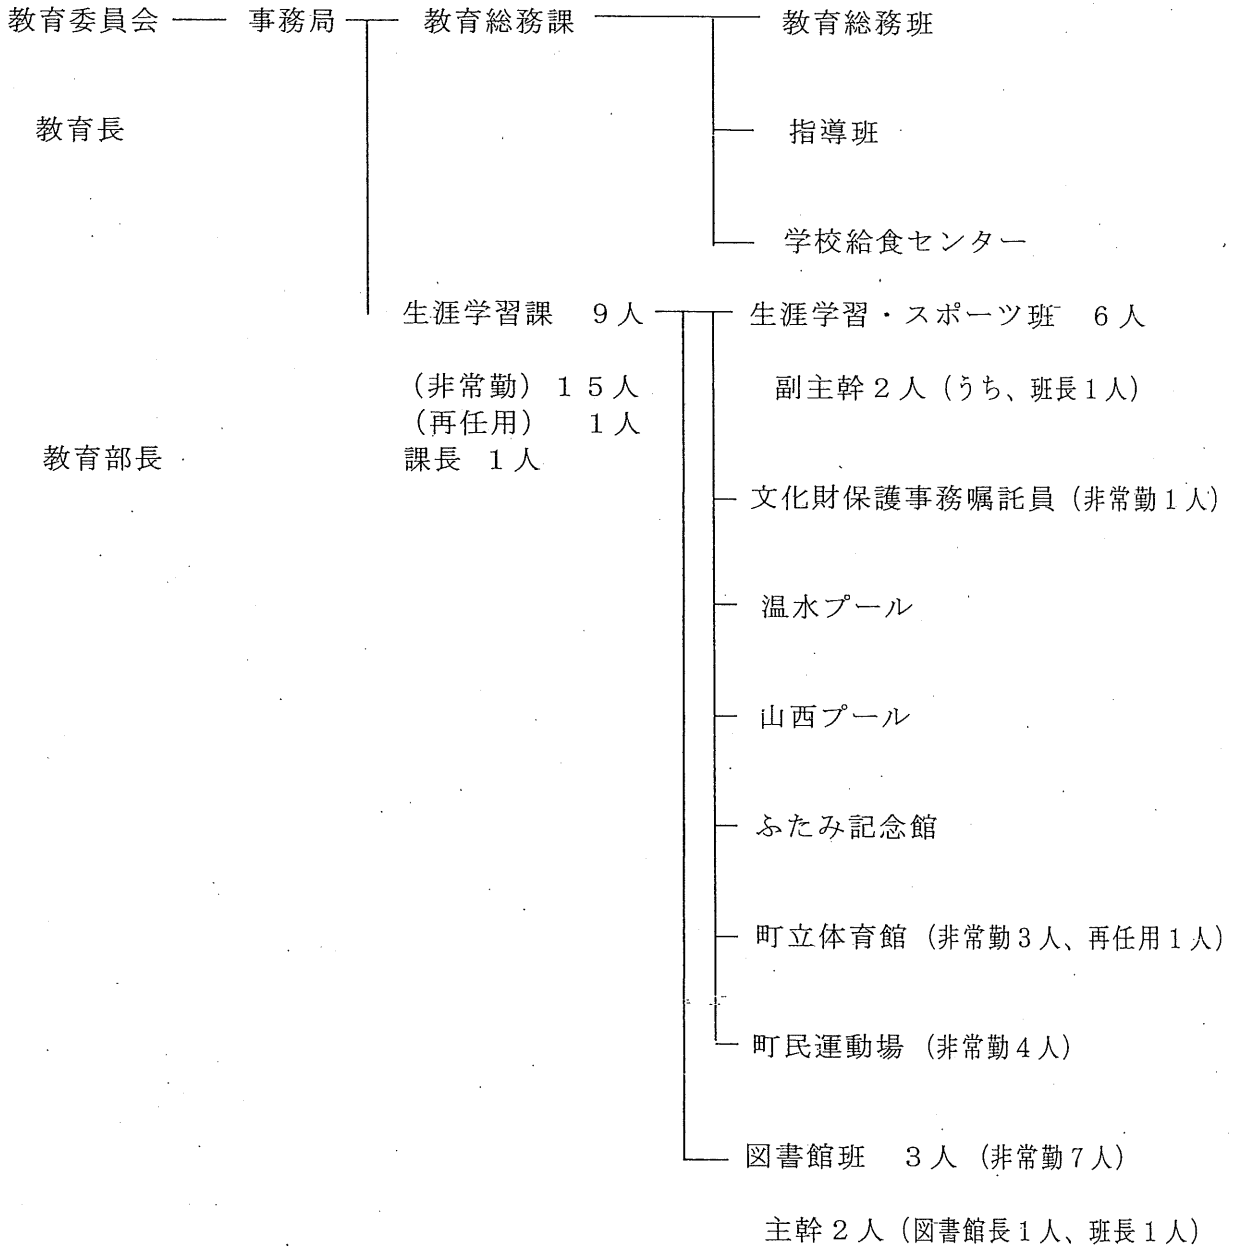 教育委員会 事務局 教育総務課 教育総務班
教育長 指導班
学校給食センター
生涯学習課 9人 生涯学習・スポーツ班 6人
(非常勤) 15人 副主幹2人(うち、班長1人)
(再任用) 1人
教育部長 課長 1人
文化財保護事務嘱託員(非常勤1人)
温水プール
山西プール
ふたみ記念館
町立体育館(非常勤3人、再任用1人)
町民運動場(非常勤4人)
図書館班 3人(非常勤7人)
主幹2人(図書館長1人、班長1人)